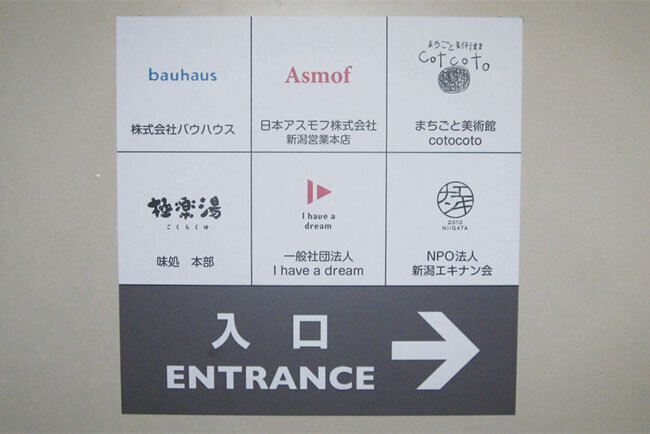 bauhaus
株式会社バウハウス
Asmof
日本アスモフ株式会社
新潟営業本店
まちごと美術館
cotcoto
まちごと美術館
cotocoto
極楽湯
ごくらくゆ
味処 本部
I have a
dream
一般社団法人
I have a dream
2010
NIIGATA
NPO法人
新潟エキナン会
入口
ENTRANCE